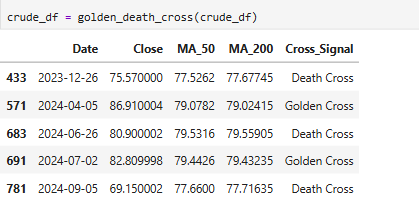 crude_df = golden_death_cross(crude_df)
Date Close MA_50 MA_200 Cross_Signal
433 2023-12-26 75.570000 77.5262 77.67745 Death Cross
571 2024-04-05 86.910004 79.0782 79.02415 Golden Cross
683 2024-06-26 80.900002 79.5316 79.55905 Death Cross
691 2024-07-02 82.809998 79.4426 79.43235 Golden Cross
781 2024-09-05 69.150002 77.6600 77.71635 Death Cross